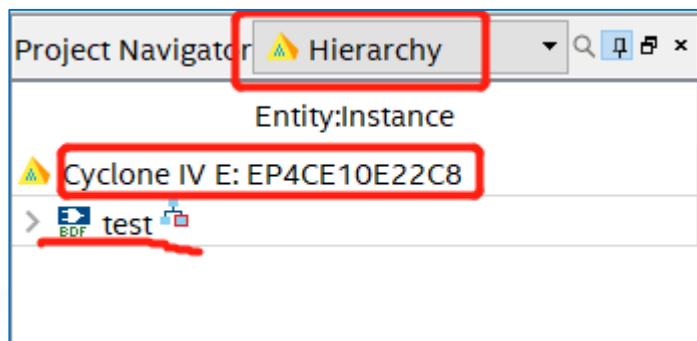 Project Navigator Hierarchy
Entity:Instance
Cyclone IV E: EP4CE10E22C8
BDF test